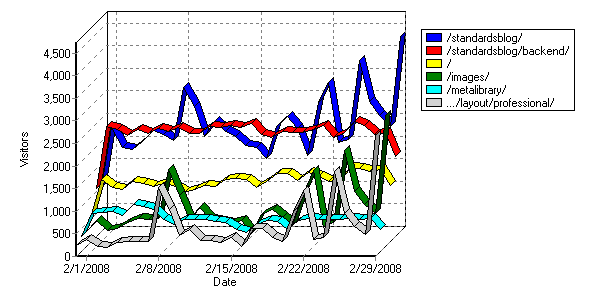 4,500
4,000
3,500
3,000
2,500
2,000
1,500
1,000
500
0
Visitors
2/1/2008 2/8/2008 2/15/2008 2/22/2008 2/29/2008
Date
/standardsblog/
/standardsblog/backend/
/
/images/
/metalibrary/
.../layout/professional/